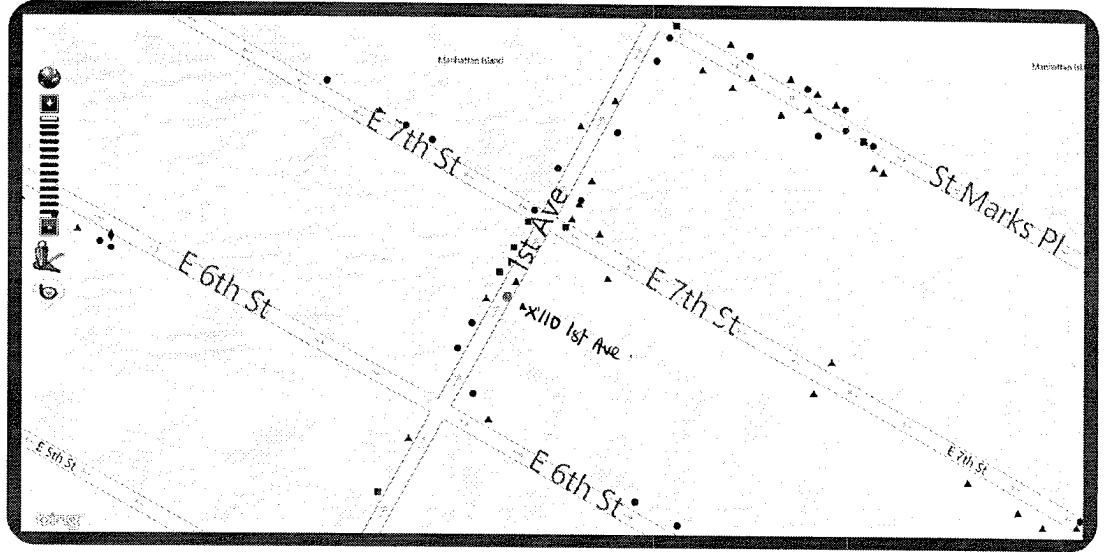 Manhattan Island
Manhattan Isl
E 7th St
1st Ave
St Marks Pl
E 6th St
E 7th St
X110 1st Ave.
E 5th St
E 6th St
E 7th St
bing